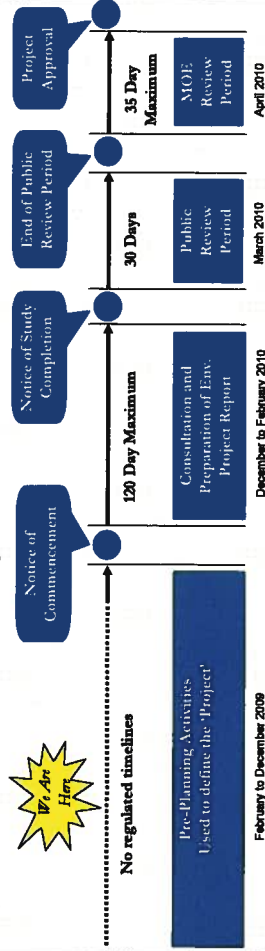 We Are
Here
Notice of
Commencement
Notice of Study
Completion
End of Public
Review Period
Project
Approval
No regulated timelines
120 Day Maximum
30 Days
35 Day
Maximum
Pre-Planning Activities
Used to define the 'Project'
Consultation and
Preparation of Env.
Project Report
Public
Review
Period
MOE
Review
Period
February to December 2009
December to February 2010
March 2010
April 2010